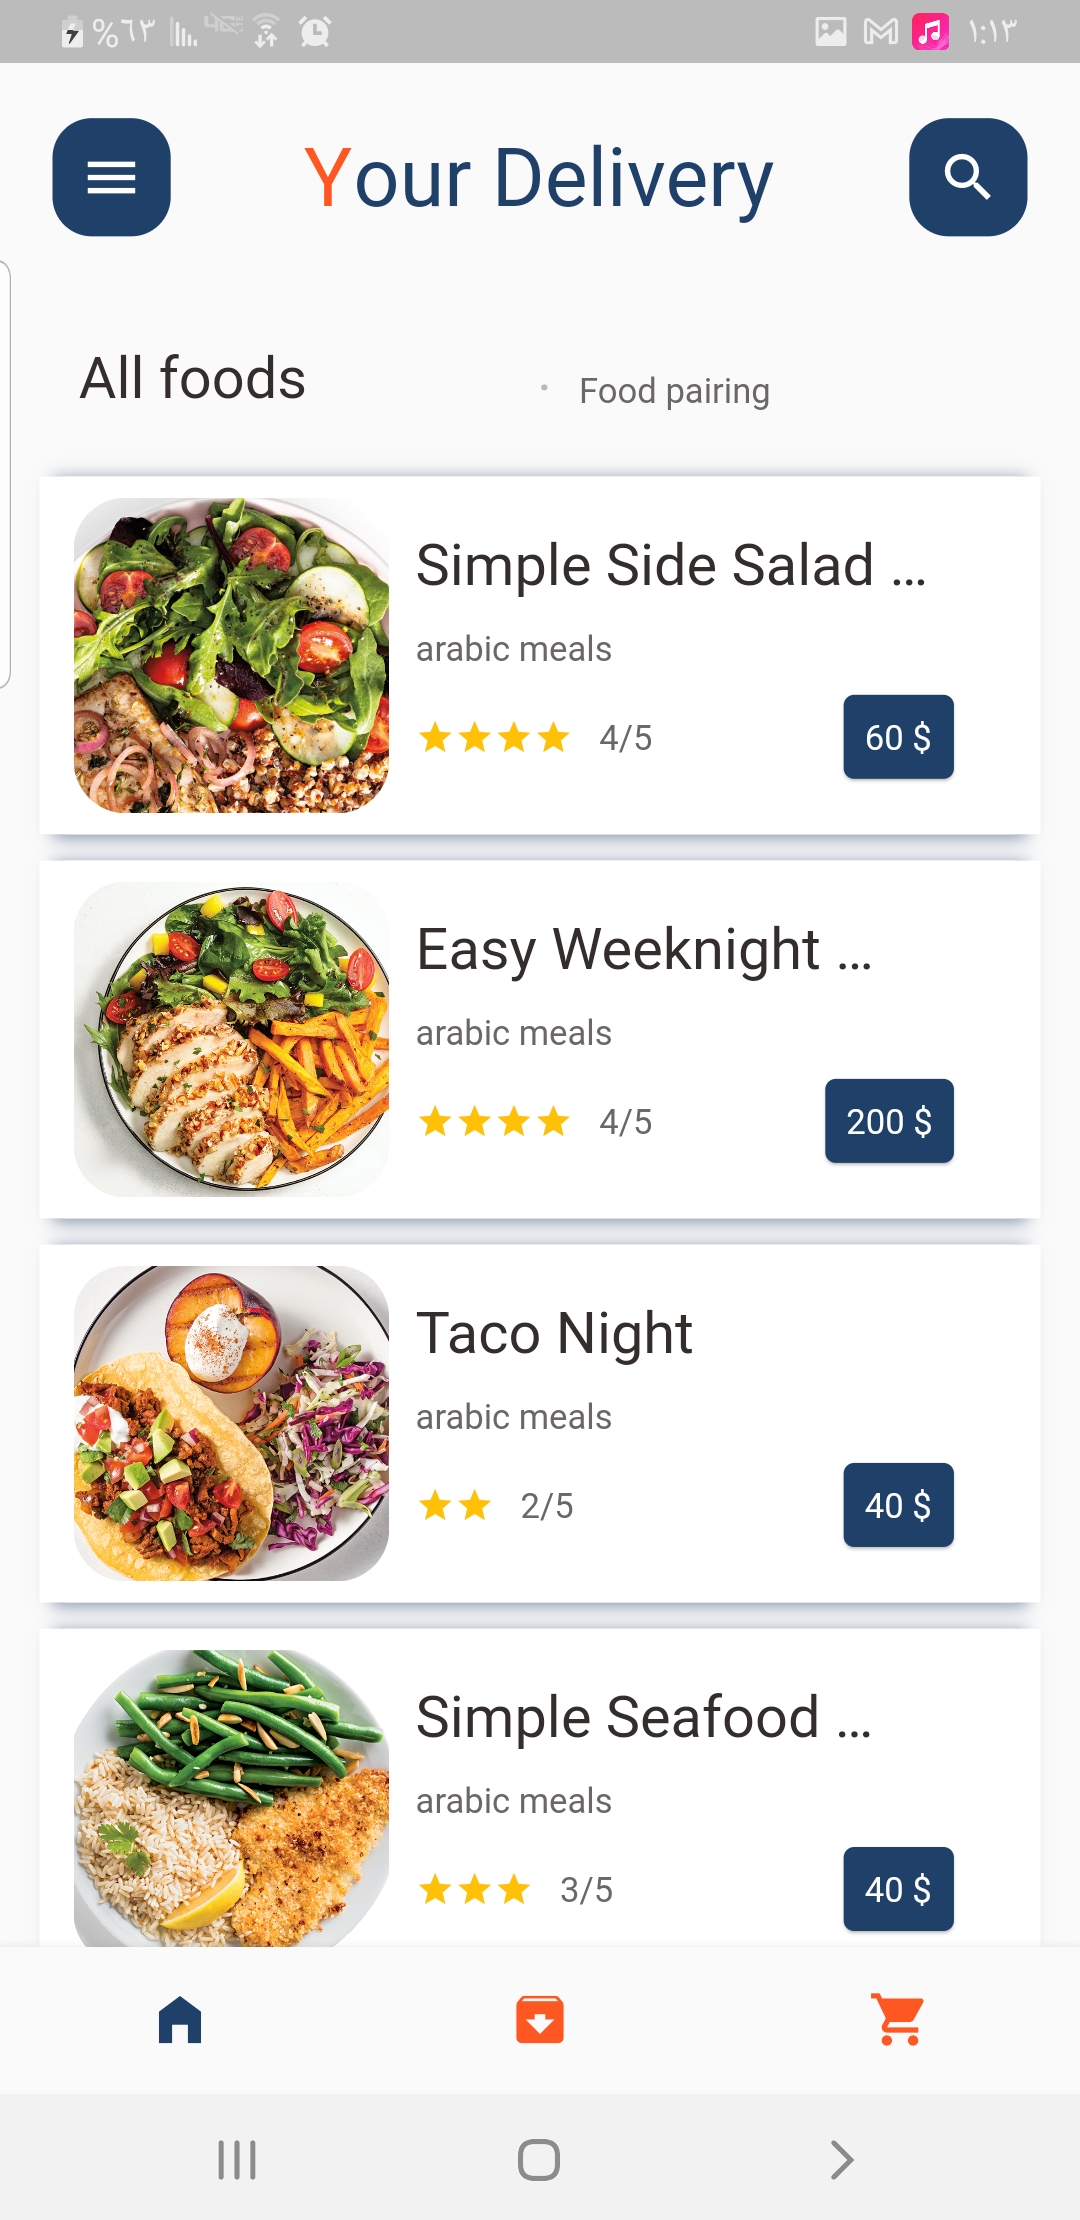 %٦٣ ١:١٣
Your Delivery
All foods
Food pairing
Simple Side Salad ...
arabic meals
4/5
60 $
Easy Weeknight ...
arabic meals
4/5
200 $
Taco Night
arabic meals
2/5
40 $
Simple Seafood ...
arabic meals
3/5
40 $